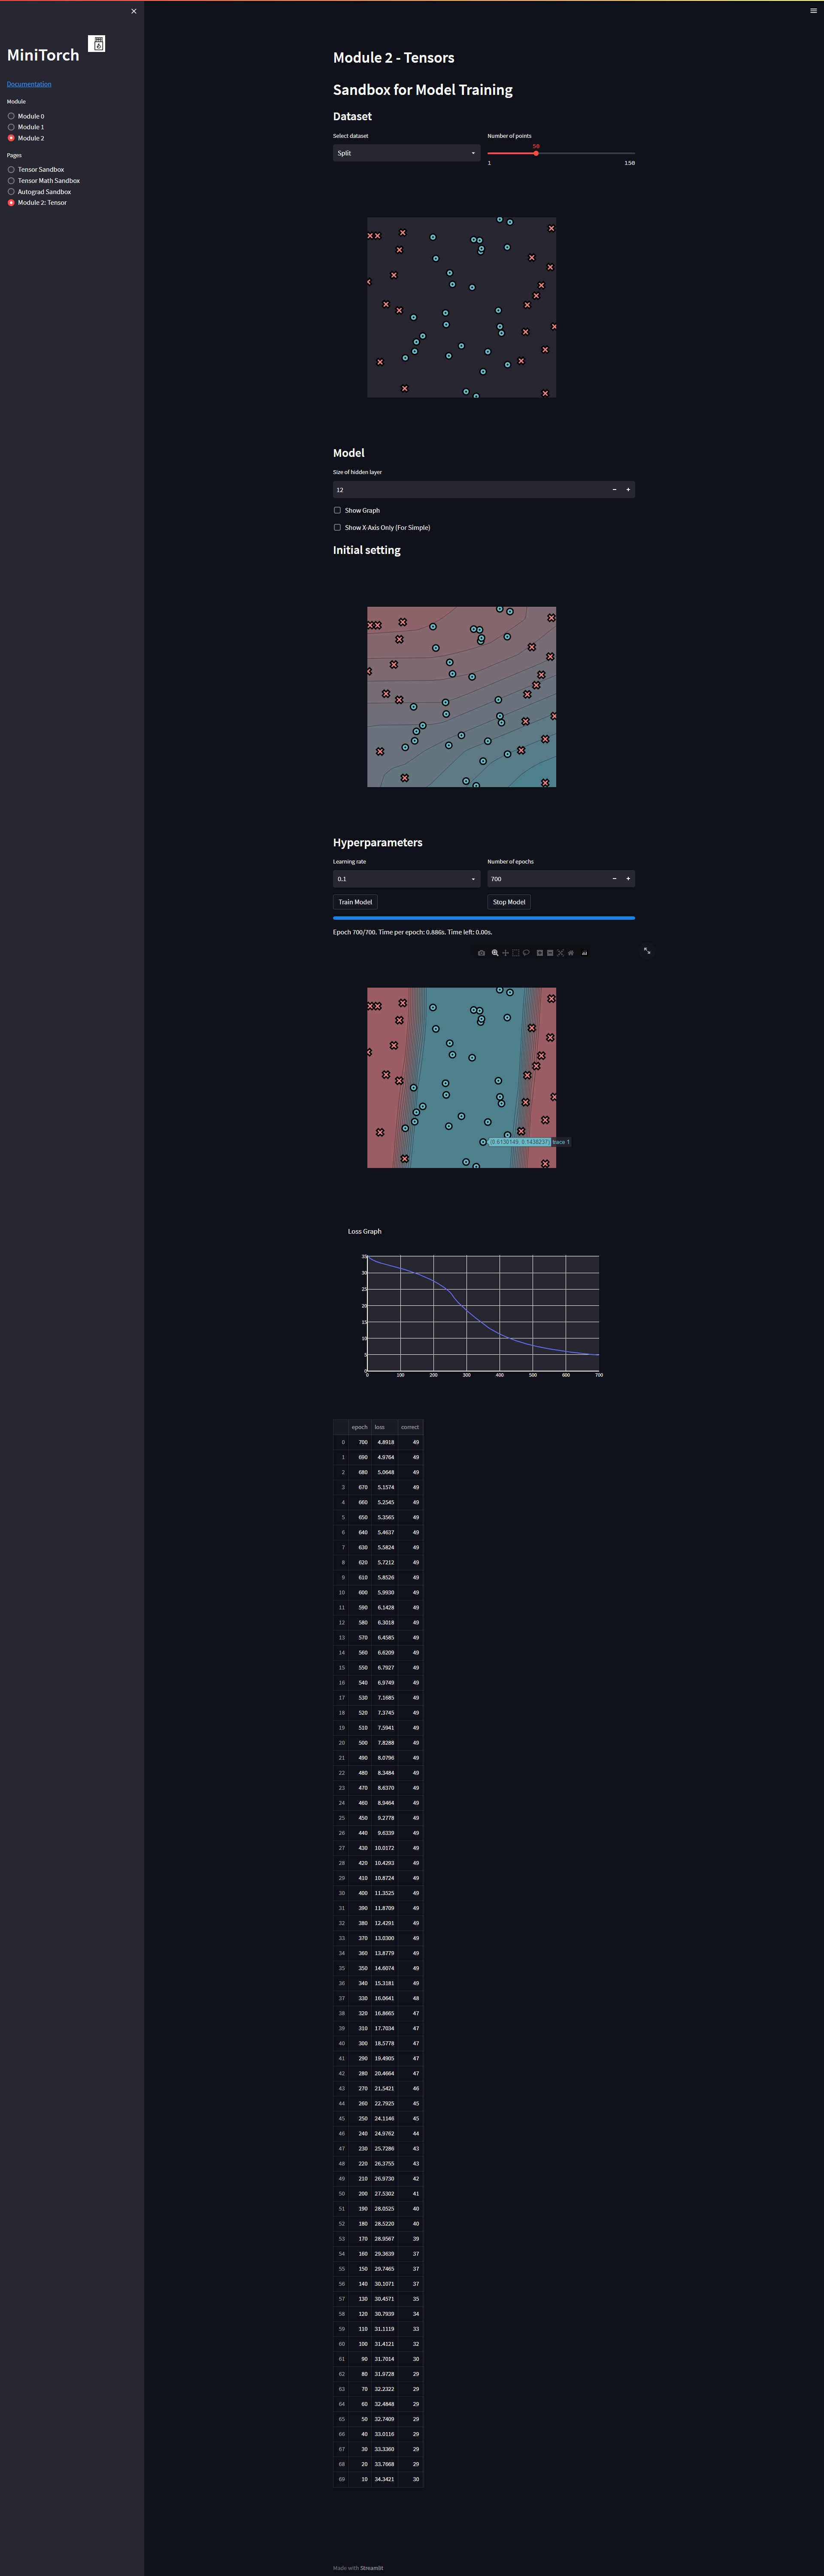 MiniTorch
Documentation
Module
Module 0
Module 1
Module 2
Pages
Tensor Sandbox
Tensor Math Sandbox
Autograd Sandbox
Module 2: Tensor
Module 2 - Tensors
Sandbox for Model Training
Dataset
Select dataset
Split
Number of points
50
1 150
Model
Size of hidden layer
12
Show Graph
Show X-Axis Only (For Simple)
Initial setting
Hyperparameters
Learning rate
0.1
Number of epochs
700
Train Model
Stop Model
Epoch 700/700. Time per epoch: 0.886s. Time left: 0.00s.
trace 1
Loss Graph
35
30
25
20
15
10
5
0
0 100 200 300 400 500 600 700
epoch loss correct
0 700 4.8918 49
1 690 4.9764 49
2 680 5.0648 49
3 670 5.1574 49
4 660 5.2545 49
5 650 5.3565 49
6 640 5.4637 49
7 630 5.5824 49
8 620 5.7212 49
9 610 5.8526 49
10 600 5.9930 49
11 590 6.1428 49
12 580 6.3018 49
13 570 6.4585 49
14 560 6.6209 49
15 550 6.7927 49
16 540 6.9749 49
17 530 7.1685 49
18 520 7.3745 49
19 510 7.5941 49
20 500 7.8288 49
21 490 8.0796 49
22 480 8.3484 49
23 470 8.6370 49
24 460 8.9464 49
25 450 9.2778 49
26 440 9.6339 49
27 430 10.0172 49
28 420 10.4293 49
29 410 10.8724 49
30 400 11.3525 49
31 390 11.8709 49
32 380 12.4291 49
33 370 13.0300 49
34 360 13.8779 49
35 350 14.6074 49
36 340 15.3181 49
37 330 16.0641 48
38 320 16.8665 47
39 310 17.7034 47
40 300 18.5778 47
41 290 19.4905 47
42 280 20.4664 47
43 270 21.5421 46
44 260 22.7925 45
45 250 24.1146 45
46 240 24.9762 44
47 230 25.7286 43
48 220 26.3755 43
49 210 26.9730 42
50 200 27.5302 41
51 190 28.0525 40
52 180 28.5220 40
53 170 28.9567 39
54 160 29.3639 37
55 150 29.7465 37
56 140 30.1071 37
57 130 30.4571 35
58 120 30.7939 34
59 110 31.1119 33
60 100 31.4121 32
61 90 31.7014 30
62 80 31.9728 29
63 70 32.2322 29
64 60 32.4848 29
65 50 32.7409 29
66 40 33.0116 29
67 30 33.3360 29
68 20 33.7668 29
69 10 34.3421 30
Made with Streamlit